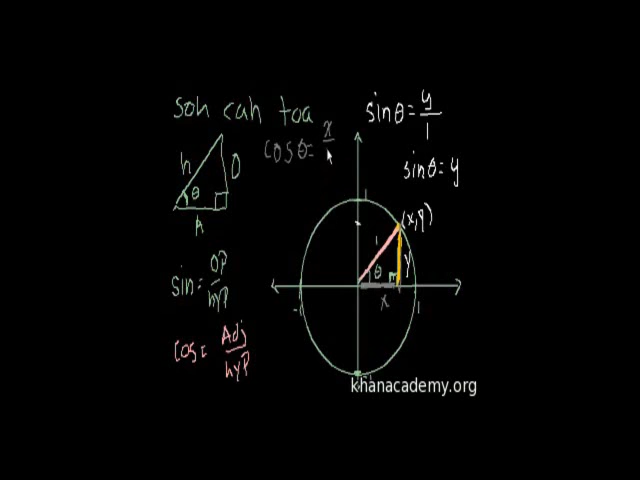 soh cah toa
sinθ = y/1
cosθ = x
sinθ = y
h
O
θ
A
sin = OP/hyp
cos = Adj/hyp
1
(x,y)
1
θ
y
x
-1
1
-1
khanacademy.org